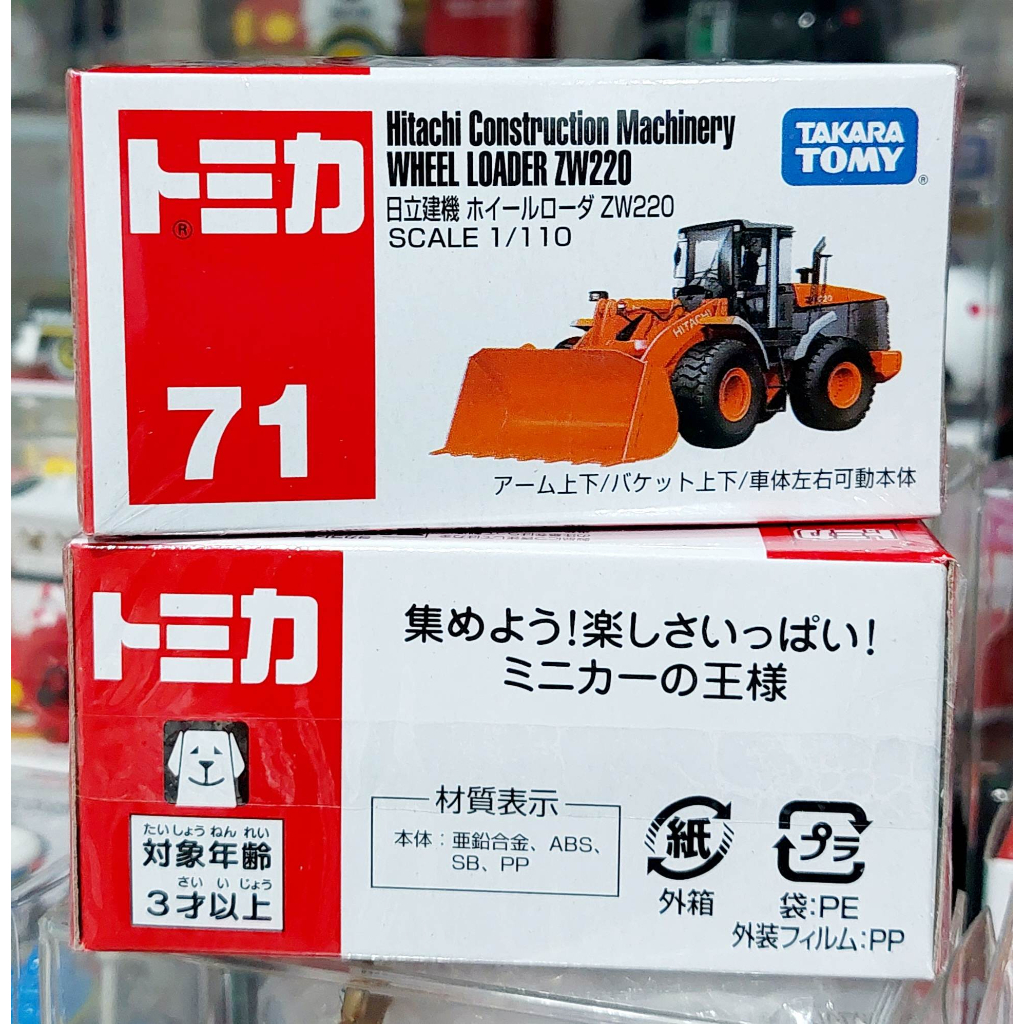 トミカ
®
71
Hitachi Construction Machinery
WHEEL LOADER ZW220
日立建機 ホイールローダ ZW220
SCALE 1/110
TAKARA
TOMY
®
HITACHI
アーム上下/バケット上下/車体左右可動本体
トミカ
トミカ
集めよう!楽しさいっぱい!
ミニカーの王様
たいしょうねんれい
対象年齢
さいいじょう
3才以上
材質表示
本体:亜鉛合金、ABS、
SB、PP
紙
外箱
プラ
袋:PE
外装フィルム:PP